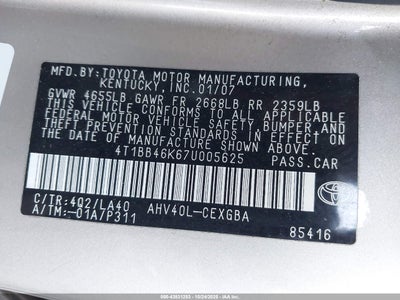 MFD.BY:TOYOTA MOTOR MANUFACTURING,
KENTUCKY, INC. 01/07
GVWR 4655LB GAWR FR 2668LB RR 2359LB
THIS VEHICLE CONFORMS TO ALL APPLICABLE
FEDERAL MOTOR VEHICLE SAFETY, BUMPER, AND
THEFT PREVENTION STANDARDS IN EFFECT ON
THE DATE OF MANUFACTURE SHOWN ABOVE.
4T1BB46K67U005625 PASS.CAR
C/TR:4Q2/LA40 AHV40L-CEXGBA
A/TM:-01A/P311
TOYOTA
85416